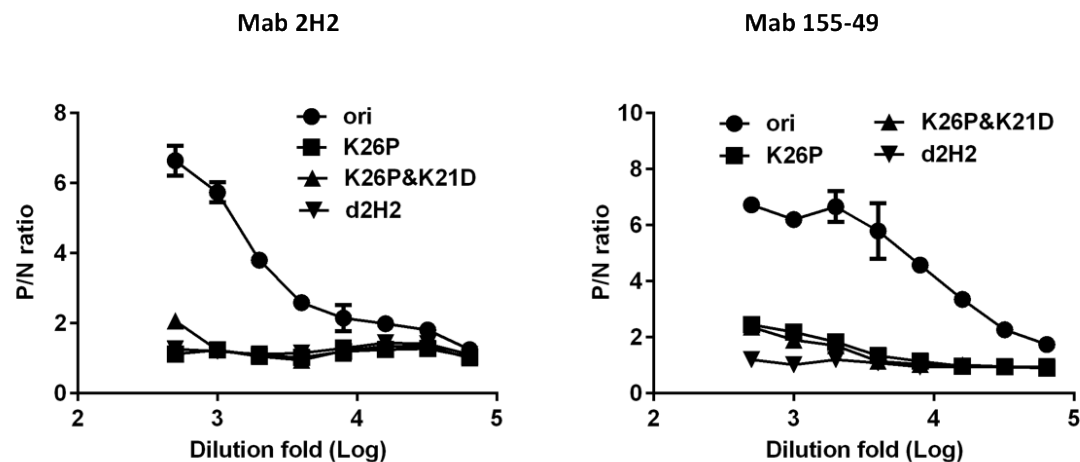 Mab 2H2
8
6
4
2
0
P/N ratio
ori
K26P
K26P&K21D
d2H2
2 3 4 5
Dilution fold (Log)
Mab 155-49
10
8
6
4
2
0
P/N ratio
ori
K26P
K26P&K21D
d2H2
2 3 4 5
Dilution fold (Log)